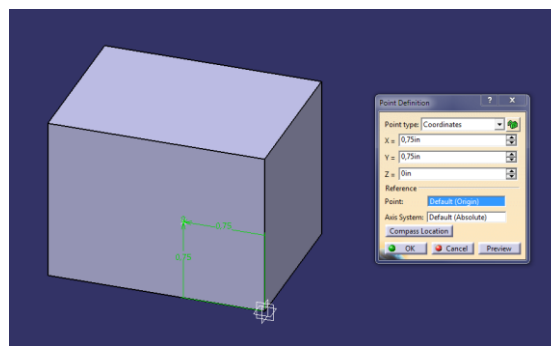 Point Definition
Point type: Coordinates
X = 0,75in
Y = 0,75in
Z = 0in
Reference
Point: Default (Origin)
Axis System: Default (Absolute)
Compass Location
OK Cancel Preview
0,75
0,75